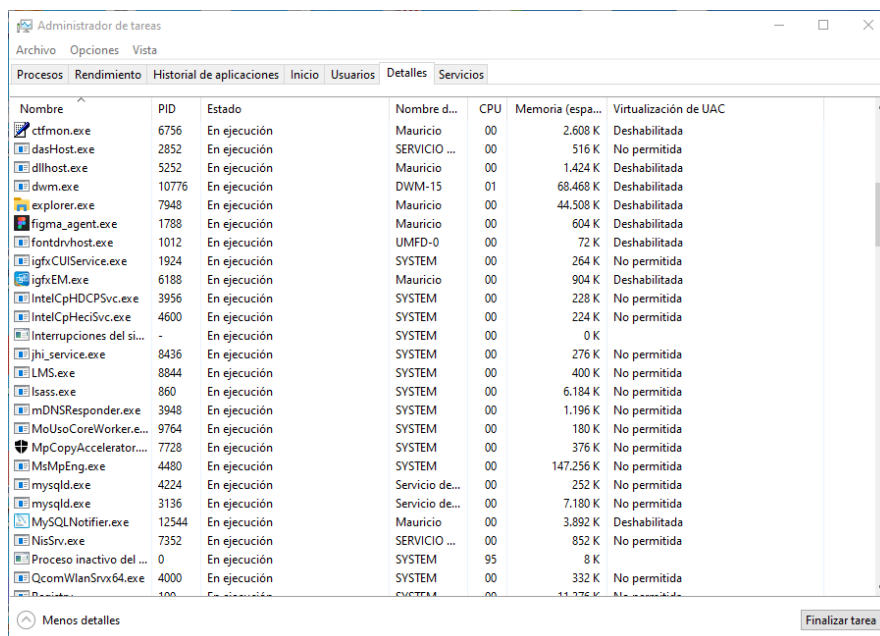 Administrador de tareas
Archivo Opciones Vista
Procesos Rendimiento Historial de aplicaciones Inicio Usuarios Detalles Servicios
Nombre PID Estado Nombre d... CPU Memoria (espa... Virtualización de UAC
ctfmon.exe 6756 En ejecución Mauricio 00 2.608 K Deshabilitada
dasHost.exe 2852 En ejecución SERVICIO ... 00 516 K No permitida
dllhost.exe 5252 En ejecución Mauricio 00 1.424 K Deshabilitada
dwm.exe 10776 En ejecución DWM-15 01 68.468 K Deshabilitada
explorer.exe 7948 En ejecución Mauricio 00 44.508 K Deshabilitada
figma_agent.exe 1788 En ejecución Mauricio 00 604 K Deshabilitada
fontdrvhost.exe 1012 En ejecución UMFD-0 00 72 K Deshabilitada
igfxCUIService.exe 1924 En ejecución SYSTEM 00 264 K No permitida
igfxEM.exe 6188 En ejecución Mauricio 00 904 K Deshabilitada
IntelCpHDCPSvc.exe 3956 En ejecución SYSTEM 00 228 K No permitida
IntelCpHeciSvc.exe 4600 En ejecución SYSTEM 00 224 K No permitida
Interrupciones del si... - En ejecución SYSTEM 00 0 K
jhi_service.exe 8436 En ejecución SYSTEM 00 276 K No permitida
LMS.exe 8844 En ejecución SYSTEM 00 400 K No permitida
lsass.exe 860 En ejecución SYSTEM 00 6.184 K No permitida
mDNSResponder.exe 3948 En ejecución SYSTEM 00 1.196 K No permitida
MoUsoCoreWorker.e... 9764 En ejecución SYSTEM 00 180 K No permitida
MpCopyAccelerator.... 7728 En ejecución SYSTEM 00 376 K No permitida
MsMpEng.exe 4480 En ejecución SYSTEM 00 147.256 K No permitida
mysqld.exe 4224 En ejecución Servicio de... 00 252 K No permitida
mysqld.exe 3136 En ejecución Servicio de... 00 7.180 K No permitida
MySQLNotifier.exe 12544 En ejecución Mauricio 00 3.892 K Deshabilitada
NisSrv.exe 7352 En ejecución SERVICIO ... 00 852 K No permitida
Proceso inactivo del ... 0 En ejecución SYSTEM 95 8 K
QcomWlanSrvx64.exe 4000 En ejecución SYSTEM 00 332 K No permitida
Registry 100 En ejecución SYSTEM 00 11.276 K No permitida
Menos detalles Finalizar tarea